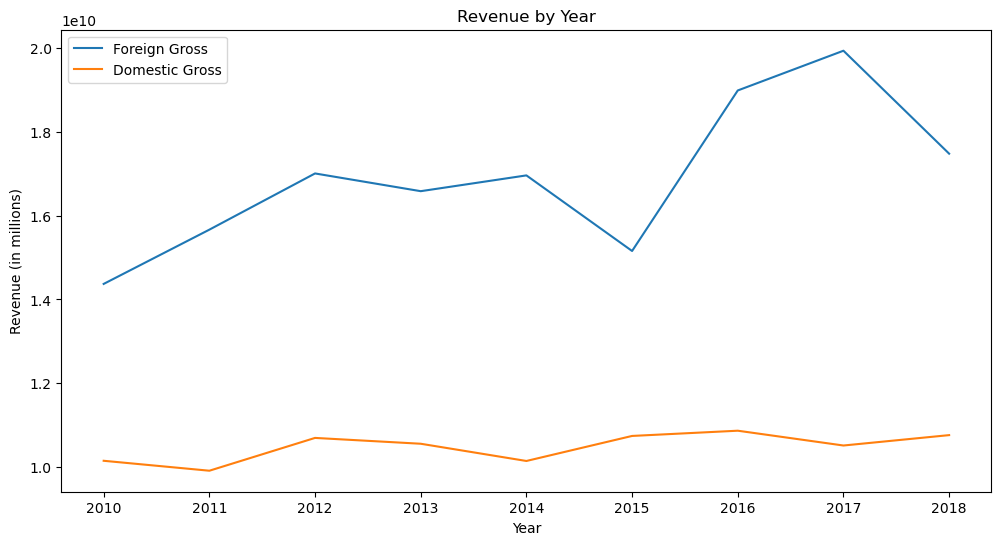 Revenue by Year
1e10
Foreign Gross
Domestic Gross
2.0
1.8
1.6
1.4
1.2
1.0
Revenue (in millions)
2010 2011 2012 2013 2014 2015 2016 2017 2018
Year